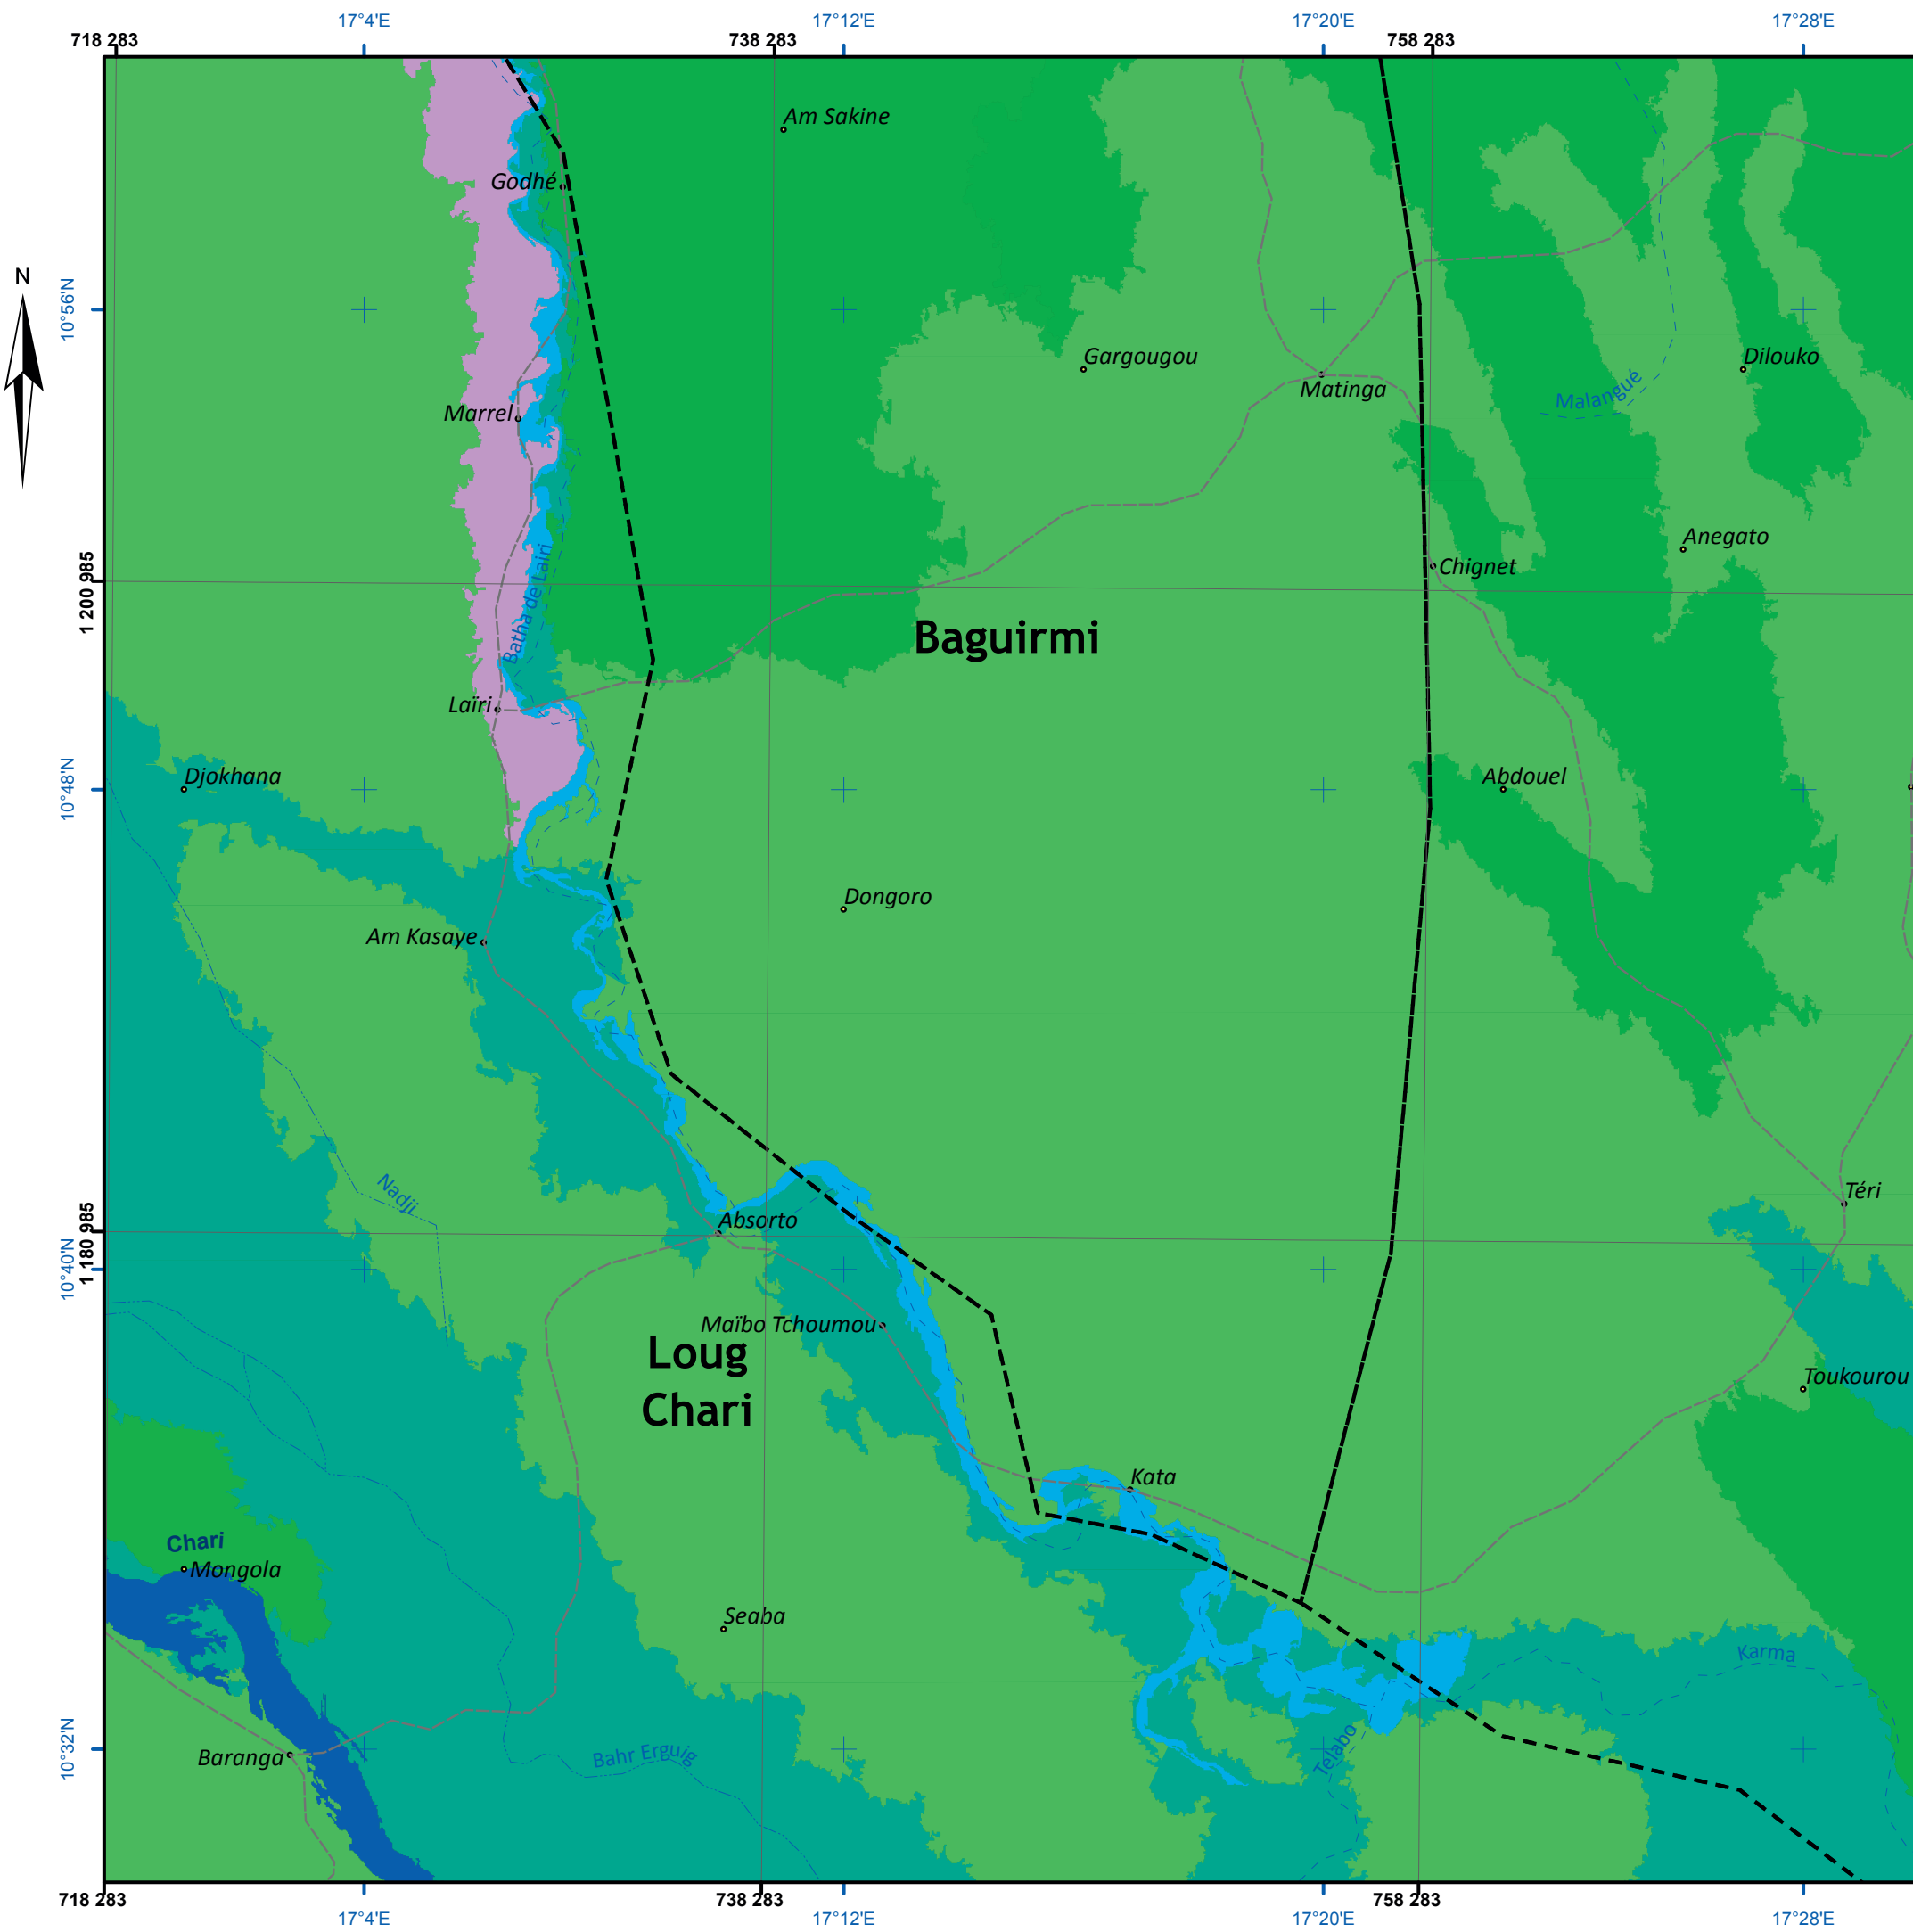 17°4'E 17°12'E 17°20'E 17°28'E
718 283 738 283 758 283
Am Sakine
Godhé
N
10°56'N
Gargougou
Dilouko
Matinga
Malangué
Marrel
Anegato
Chignet
1 200 985
Batha de Lairi
Baguirmi
Laïri
Djokhana
Abdouel
10°48'N
Dongoro
Am Kasaye
Nadji
Téri
Absorto
1 180 985
10°40'N
Maïbo Tchoumou
Loug
Chari
Toukourou
Kata
Chari
Mongola
Seaba
Karma
Telabo
Baranga
Bahr Erguig
10°32'N
718 283 738 283 758 283
17°4'E 17°12'E 17°20'E 17°28'E